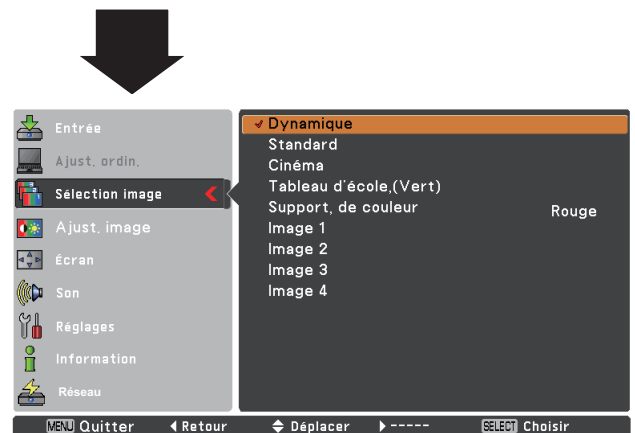 Entrée
Ajust. ordin.
Sélection image
Ajust. image
Écran
Son
Réglages
Information
Réseau
Dynamique
Standard
Cinéma
Tableau d'école,(Vert)
Support, de couleur Rouge
Image 1
Image 2
Image 3
Image 4
MENU Quitter Retour Déplacer ----- SELECT Choisir